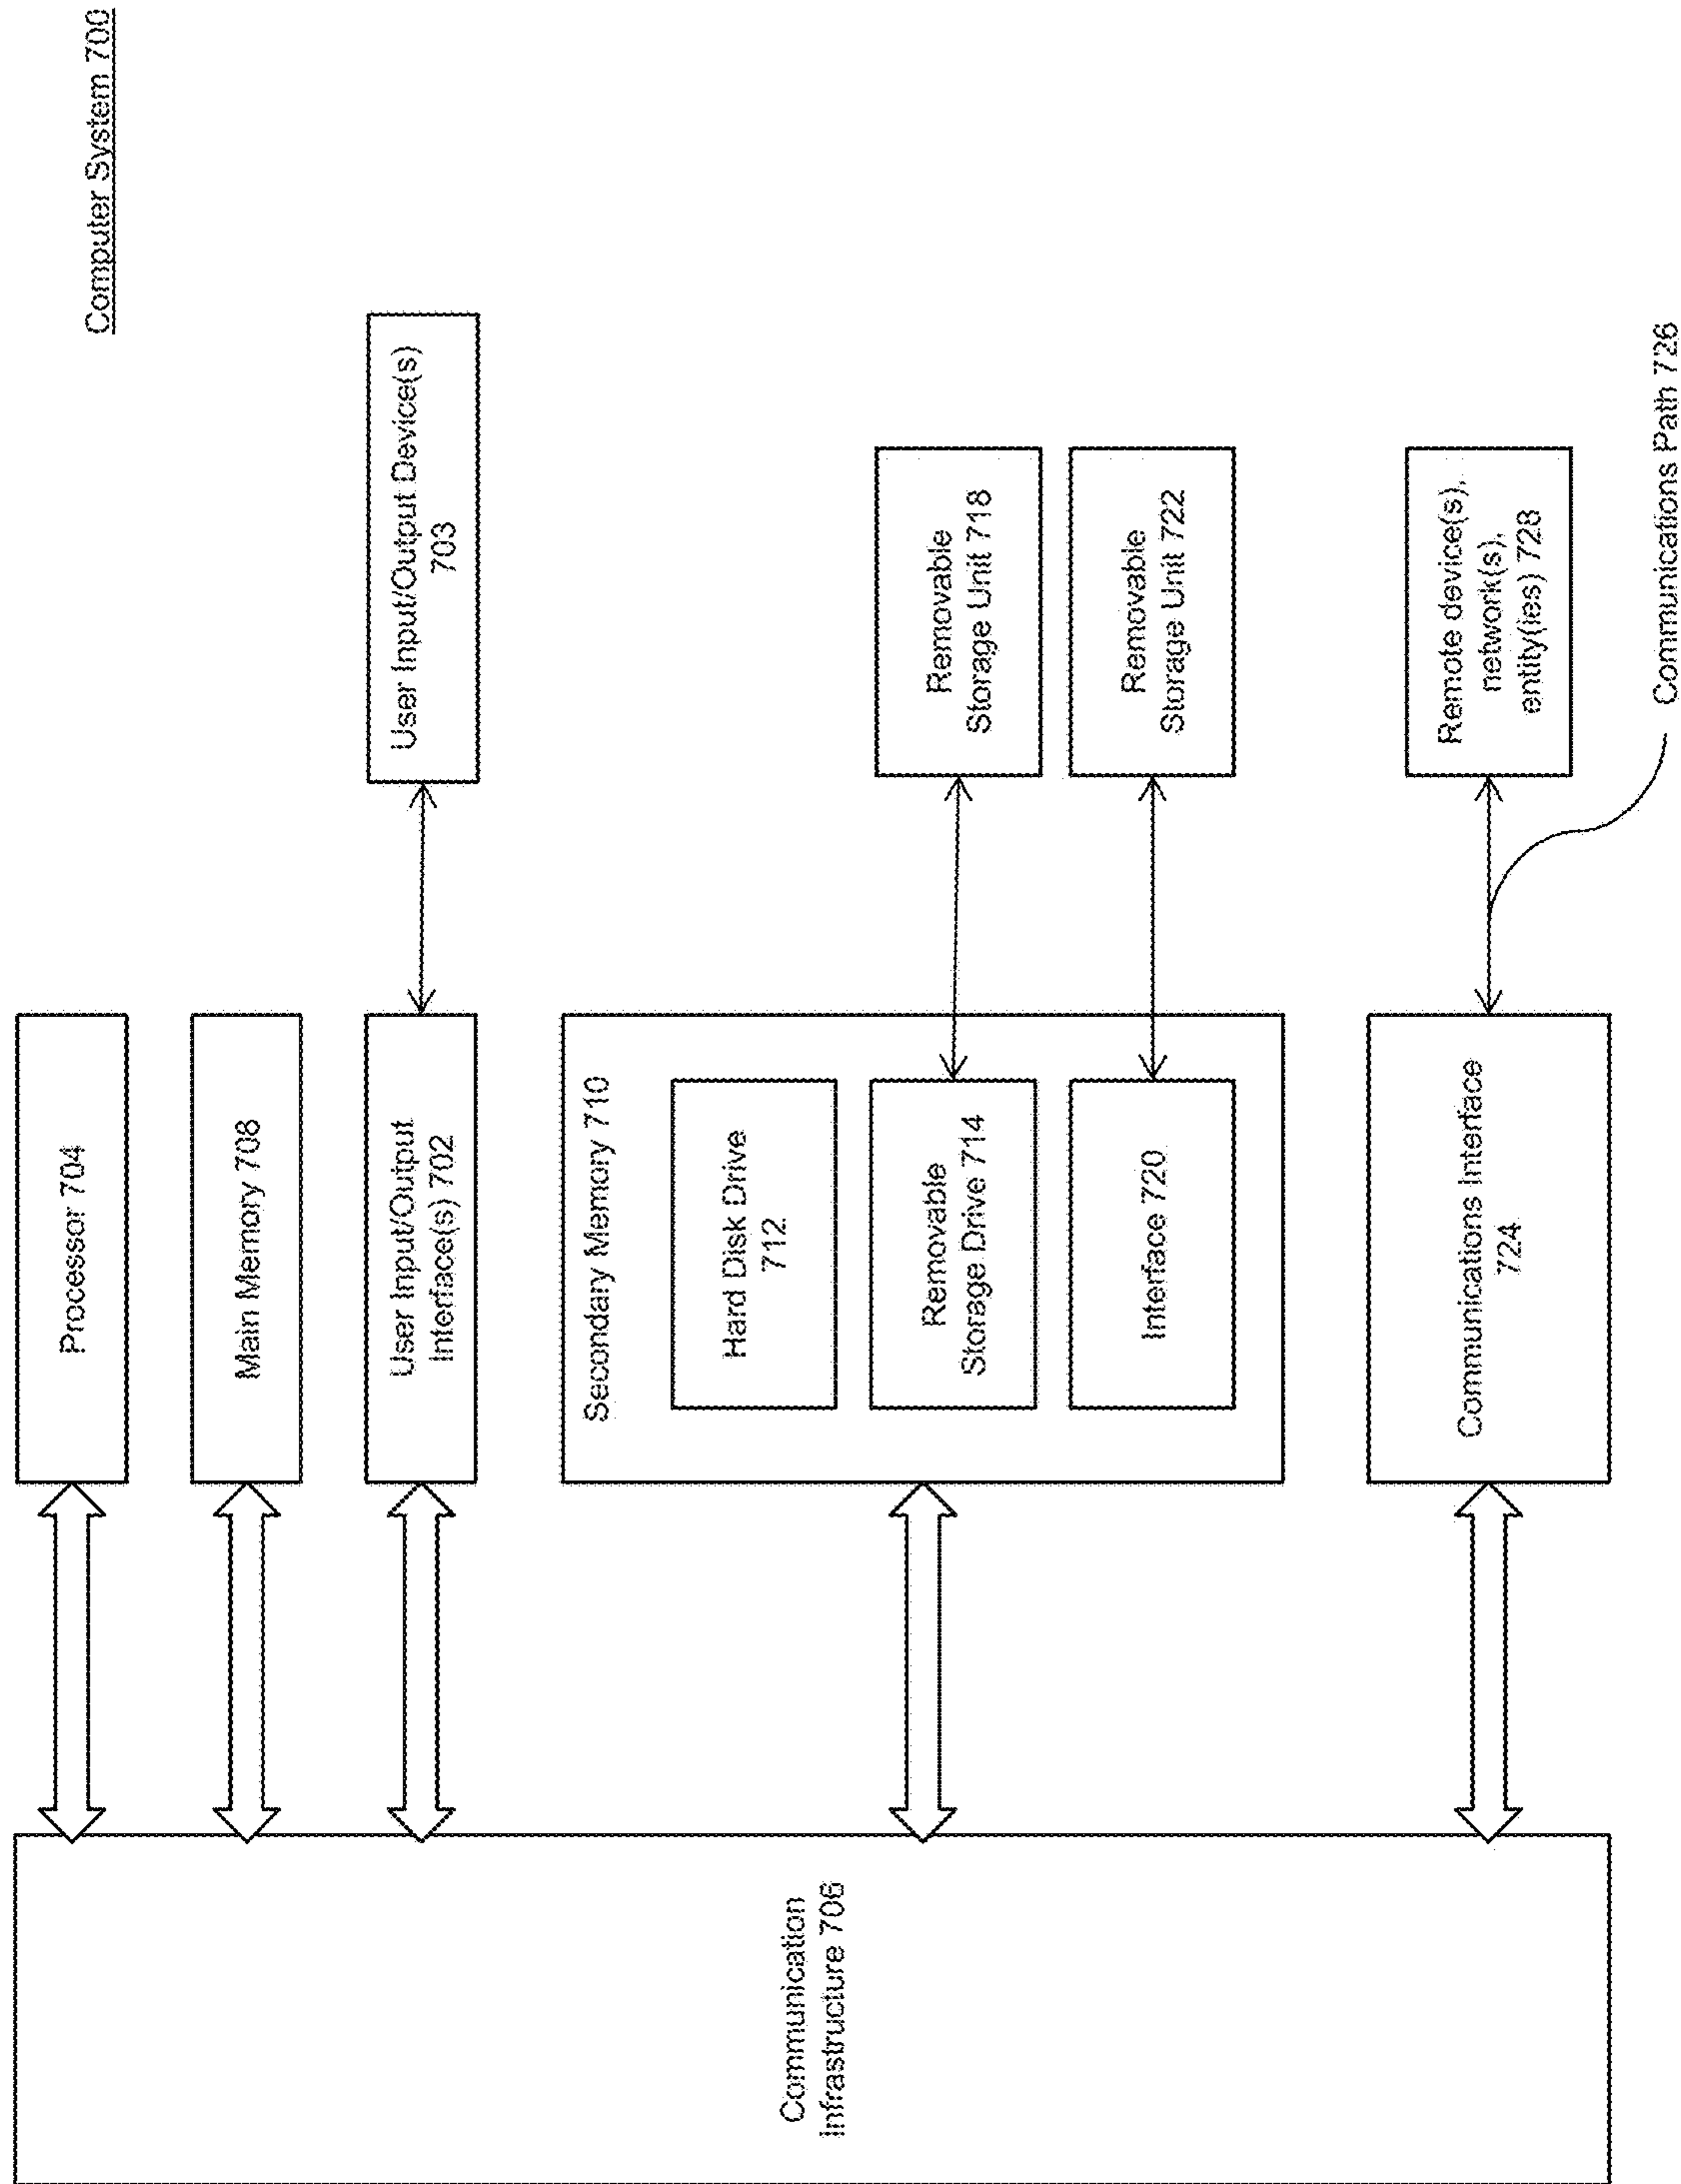 Computer System 700
Processor 704
Main Memory 708
User Input/Output
Interface(s) 702
User Input/Output Device(s)
703
Secondary Memory 710
Hard Disk Drive
712
Removable
Storage Drive 714
Removable
Storage Unit 718
Interface 720
Removable
Storage Unit 722
Communications Interface
724
Remote device(s),
network(s),
entity(ies) 728
Communications Path 726
Communication
Infrastructure 706